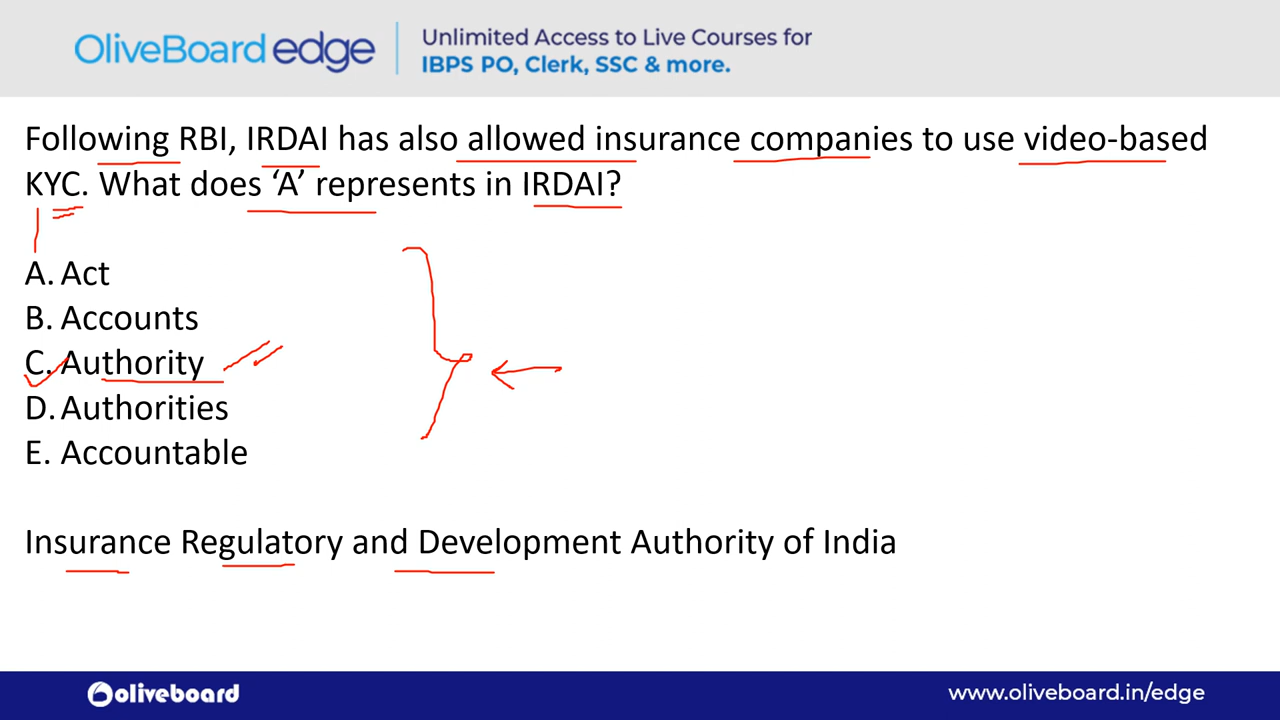 OliveBoard edge
Unlimited Access to Live Courses for
IBPS PO, Clerk, SSC & more.
Following RBI, IRDAI has also allowed insurance companies to use video-based
KYC. What does ‘A’ represents in IRDAI?
A. Act
B. Accounts
C. Authority
D. Authorities
E. Accountable
Insurance Regulatory and Development Authority of India
oliveboard
www.oliveboard.in/edge